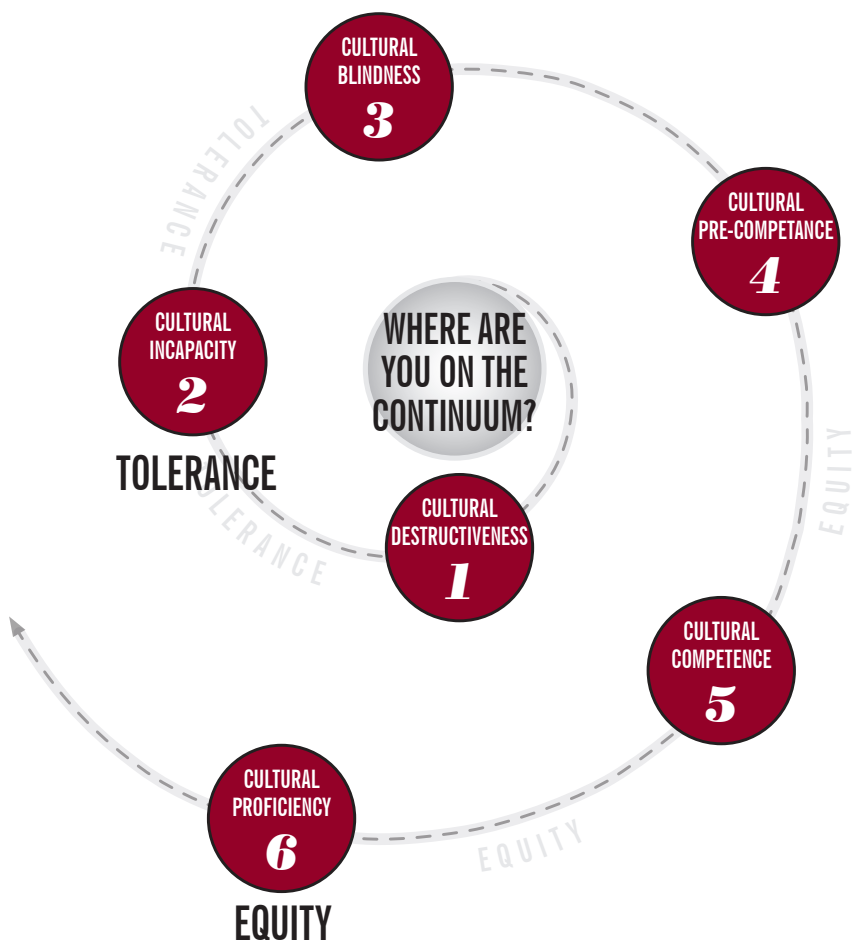 WHERE ARE
YOU ON THE
CONTINUUM?
CULTURAL
DESTRUCTIVENESS
1
TOLERANCE
CULTURAL
INCAPACITY
2
TOLERANCE
TOLERANCE
CULTURAL
BLINDNESS
3
CULTURAL
PRE-COMPETANCE
4
EQUITY
CULTURAL
COMPETENCE
5
EQUITY
CULTURAL
PROFICIENCY
6
EQUITY